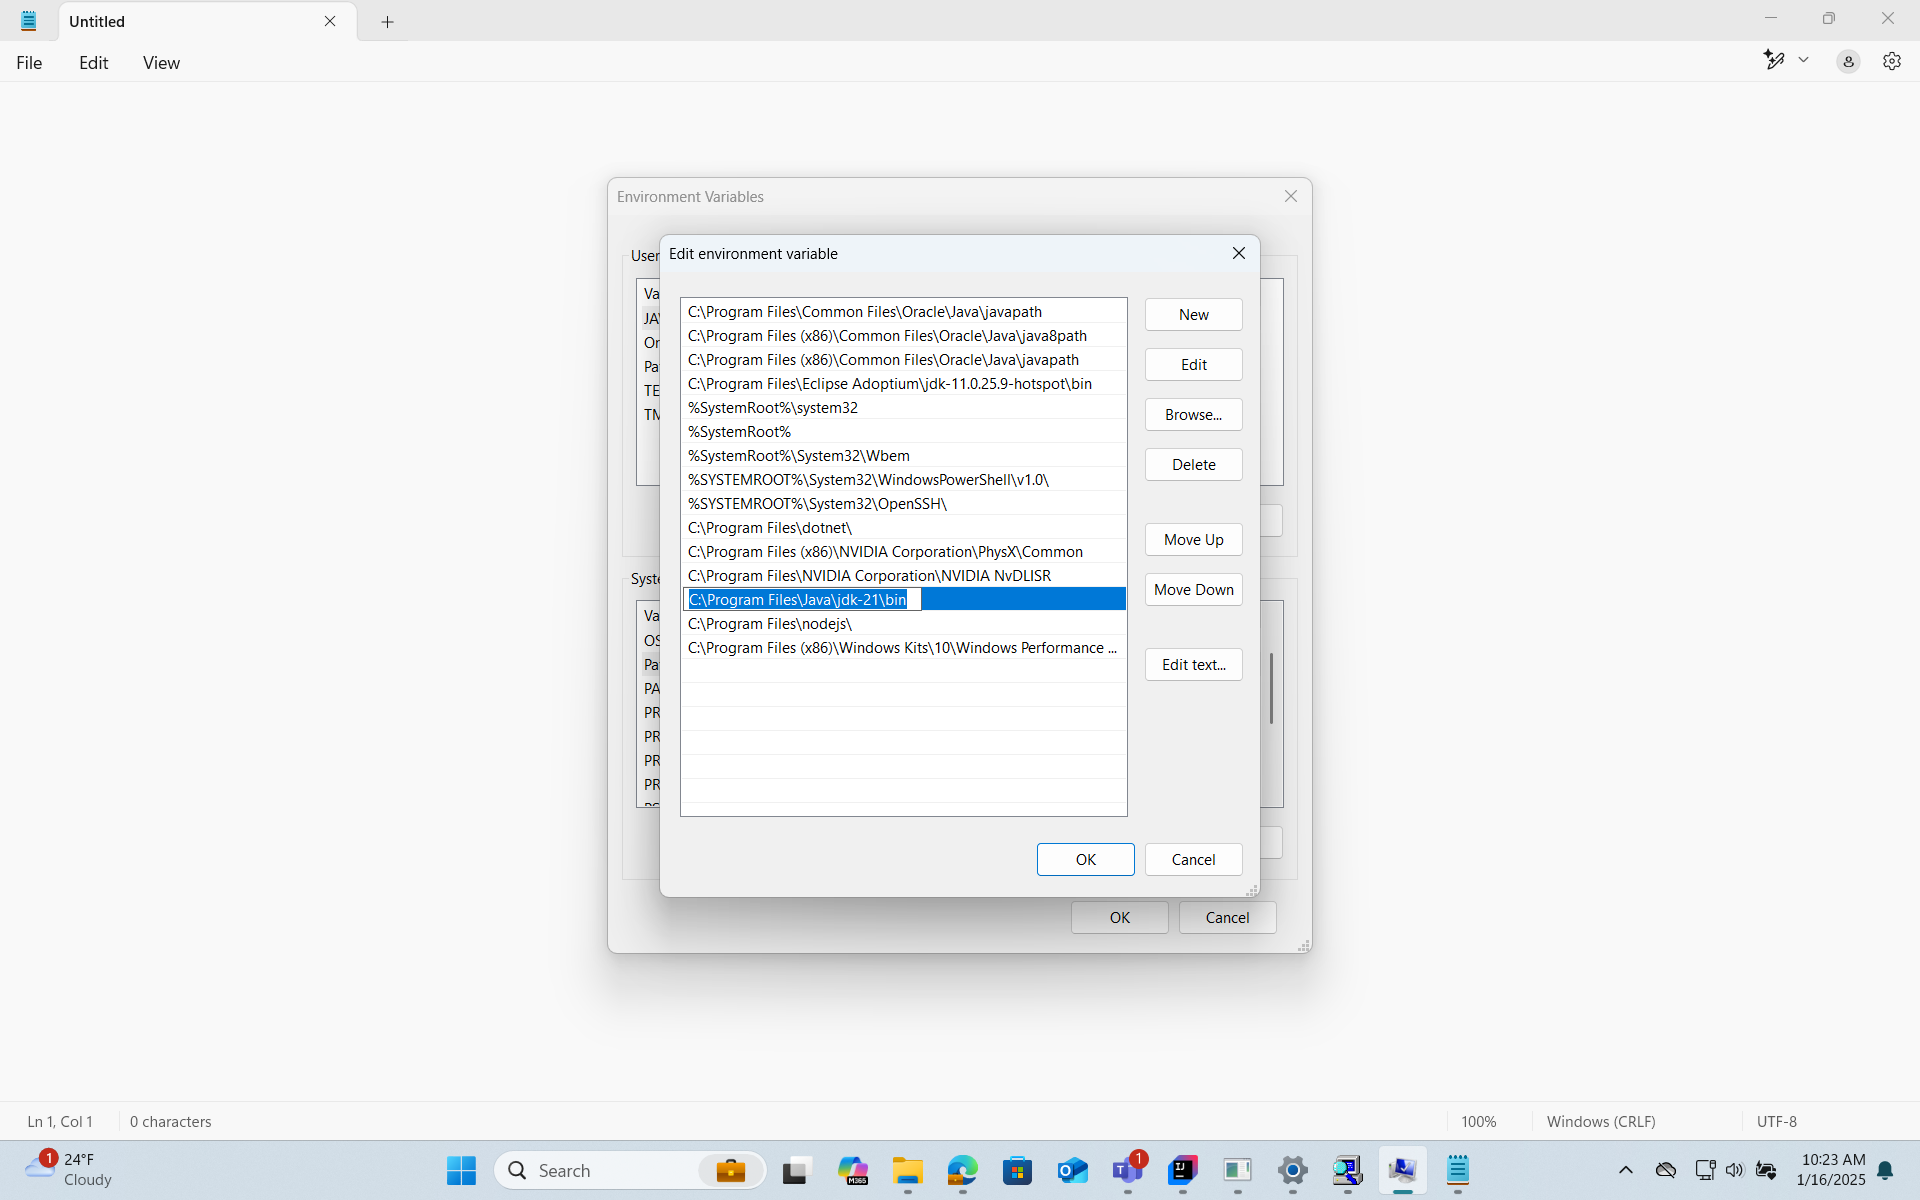 Untitled
File Edit View
Environment Variables
User
Va
JA
Or
Pa
TE
TM
Edit environment variable
C:\Program Files\Common Files\Oracle\Java\javapath
C:\Program Files (x86)\Common Files\Oracle\Java\java8path
C:\Program Files (x86)\Common Files\Oracle\Java\javapath
C:\Program Files\Eclipse Adoptium\jdk-11.0.25.9-hotspot\bin
%SystemRoot%\system32
%SystemRoot%
%SystemRoot%\System32\Wbem
%SYSTEMROOT%\System32\WindowsPowerShell\v1.0\
%SYSTEMROOT%\System32\OpenSSH\
C:\Program Files\dotnet\
C:\Program Files (x86)\NVIDIA Corporation\PhysX\Common
C:\Program Files\NVIDIA Corporation\NVIDIA NvDLISR
C:\Program Files\Java\jdk-21\bin
C:\Program Files\nodejs\
C:\Program Files (x86)\Windows Kits\10\Windows Performance ...
New
Edit
Browse...
Delete
Move Up
Move Down
Edit text...
OK Cancel
Syste
Va
OS
Pa
PA
PR
PR
PR
PR
OK Cancel
Ln 1, Col 1 0 characters 100% Windows (CRLF) UTF-8
1
24°F
Cloudy
Search
M365
1
IJ
10:23 AM
1/16/2025